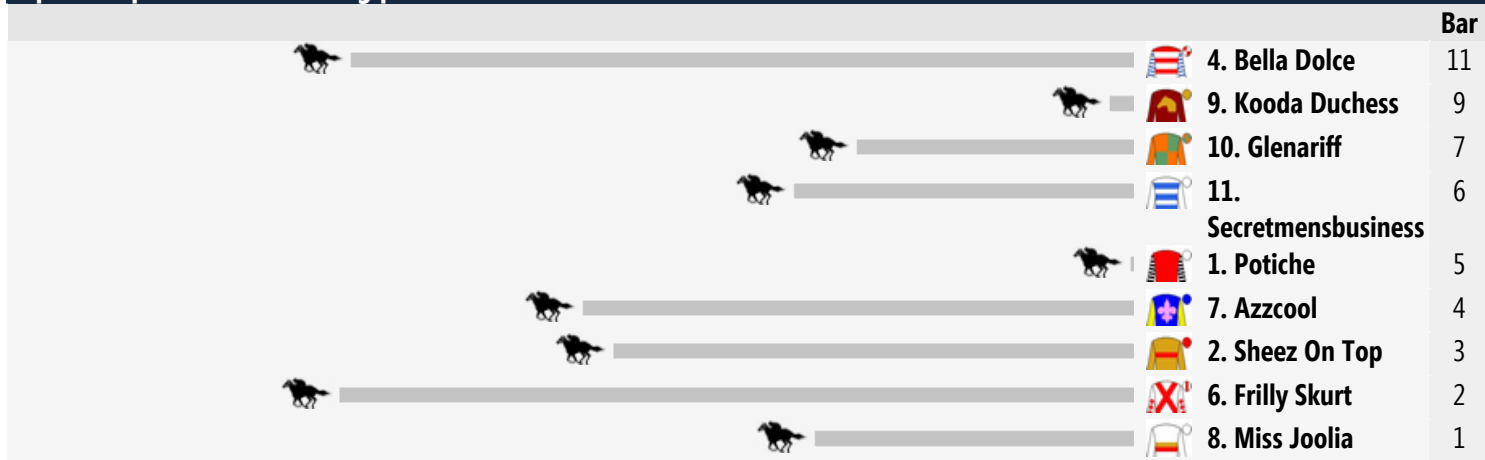 Bar
4. Bella Dolce 11
9. Kooda Duchess 9
10. Glenariff 7
11. 6
Secretmensbusiness
1. Potiche 5
7. Azzcool 4
2. Sheez On Top 3
6. Frilly Skurt 2
8. Miss Joolia 1